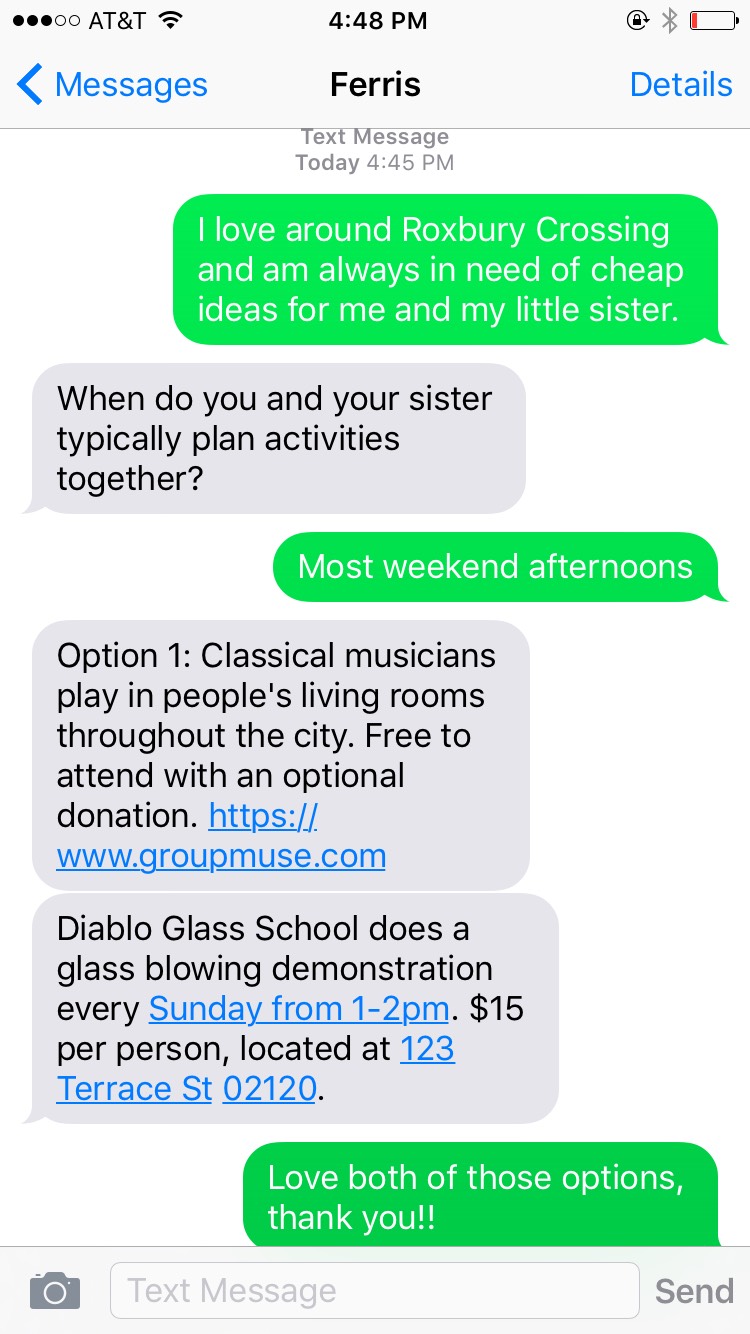 AT&T 4:48 PM
Messages Ferris Details
Text Message
Today 4:45 PM
I love around Roxbury Crossing
and am always in need of cheap
ideas for me and my little sister.
When do you and your sister
typically plan activities
together?
Most weekend afternoons
Option 1: Classical musicians
play in people's living rooms
throughout the city. Free to
attend with an optional
donation. https://
www.groupmuse.com
Diablo Glass School does a
glass blowing demonstration
every Sunday from 1-2pm. $15
per person, located at 123
Terrace St 02120.
Love both of those options,
thank you!!
Text Message Send